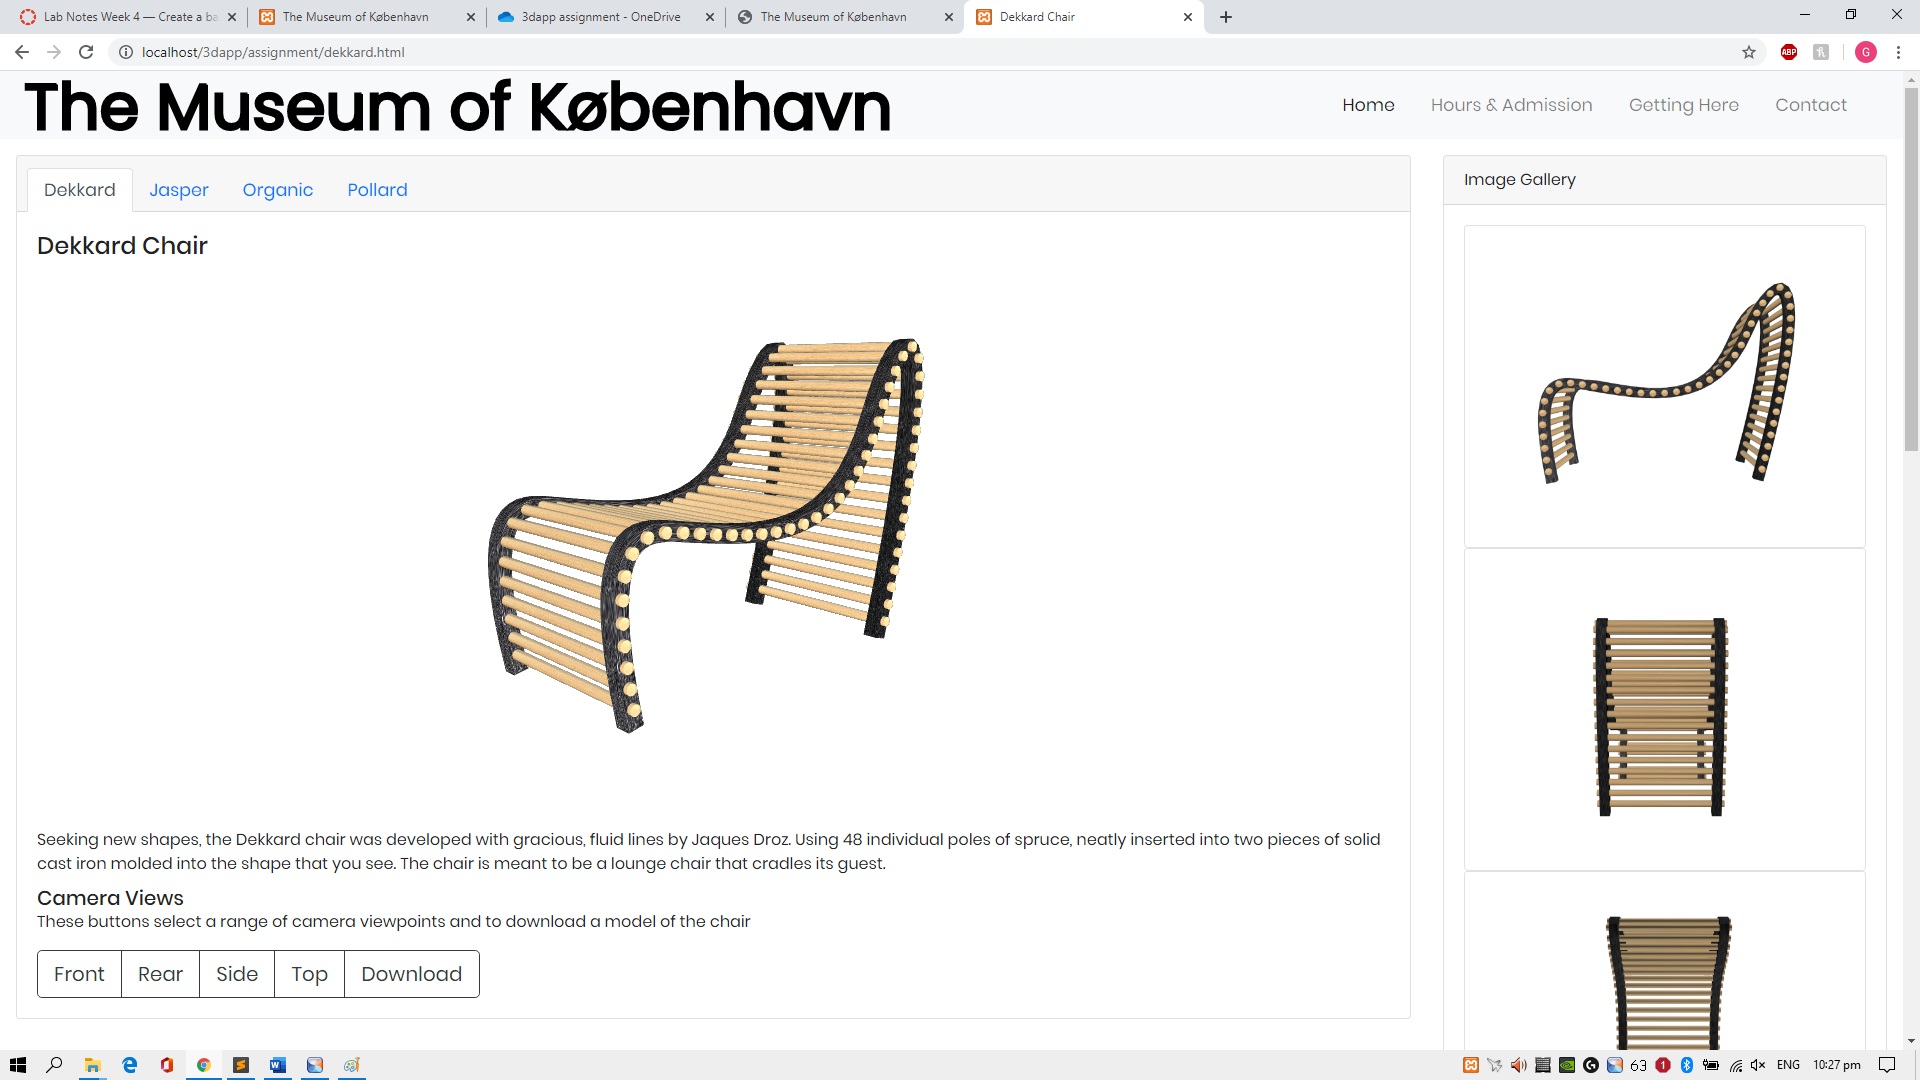 Lab Notes Week 4 — Create a ba
The Museum of København
3dapp assignment - OneDrive
The Museum of København
Dekkard Chair
localhost/3dapp/assignment/dekkard.html
ABP
G
The Museum of København
Home
Hours & Admission
Getting Here
Contact
Dekkard
Jasper
Organic
Pollard
Image Gallery
Dekkard Chair
Seeking new shapes, the Dekkard chair was developed with gracious, fluid lines by Jaques Droz. Using 48 individual poles of spruce, neatly inserted into two pieces of solid
cast iron molded into the shape that you see. The chair is meant to be a lounge chair that cradles its guest.
Camera Views
These buttons select a range of camera viewpoints and to download a model of the chair
Front
Rear
Side
Top
Download
63
ENG
10:27 pm